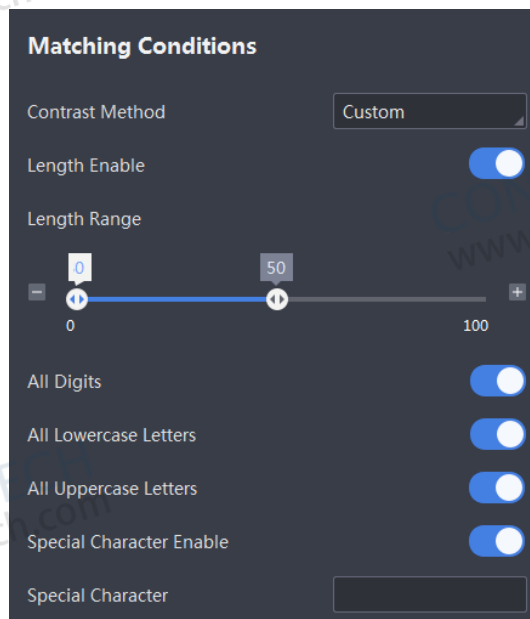 Matching Conditions
Contrast Method Custom
Length Enable
Length Range
0 50
0 100
All Digits
All Lowercase Letters
All Uppercase Letters
Special Character Enable
Special Character